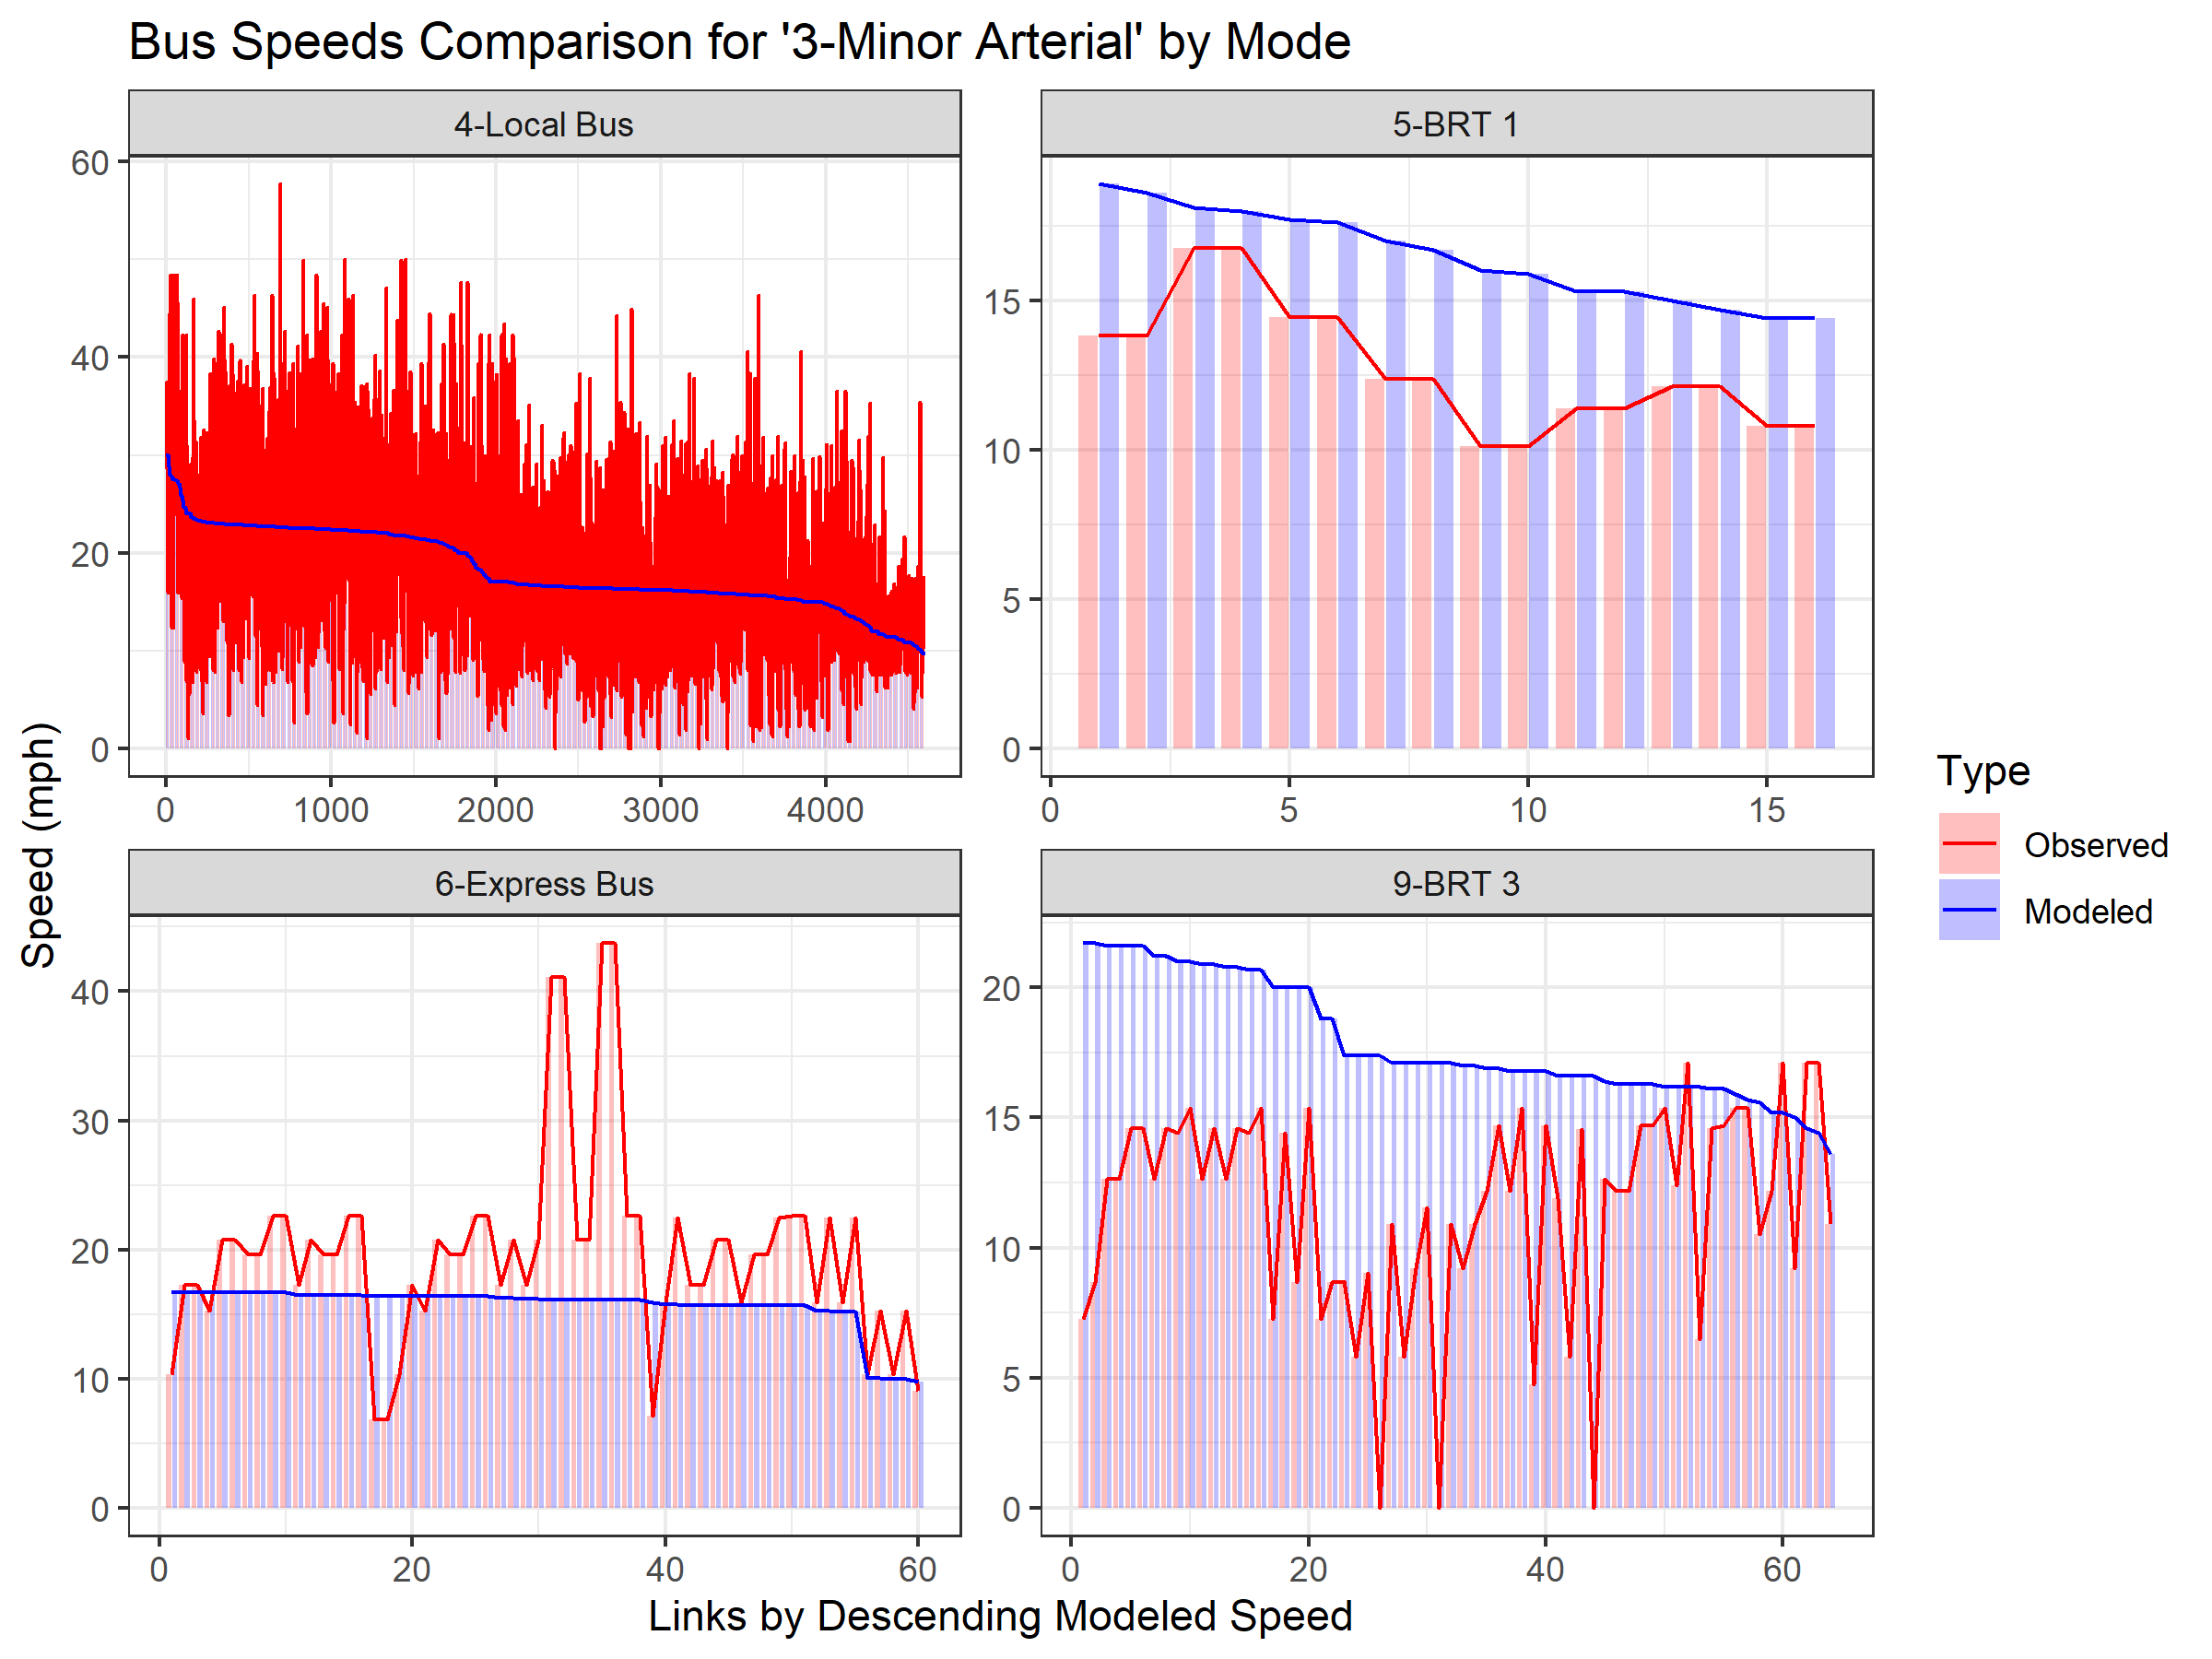 Bus Speeds Comparison for '3-Minor Arterial' by Mode
4-Local Bus
5-BRT 1
60
40
20
0
0 1000 2000 3000 4000
15
10
5
0
0 5 10 15
Speed (mph)
6-Express Bus
9-BRT 3
40
30
20
10
0
0 20 40 60
20
15
10
5
0
0 20 40 60
Links by Descending Modeled Speed
Type
Observed
Modeled